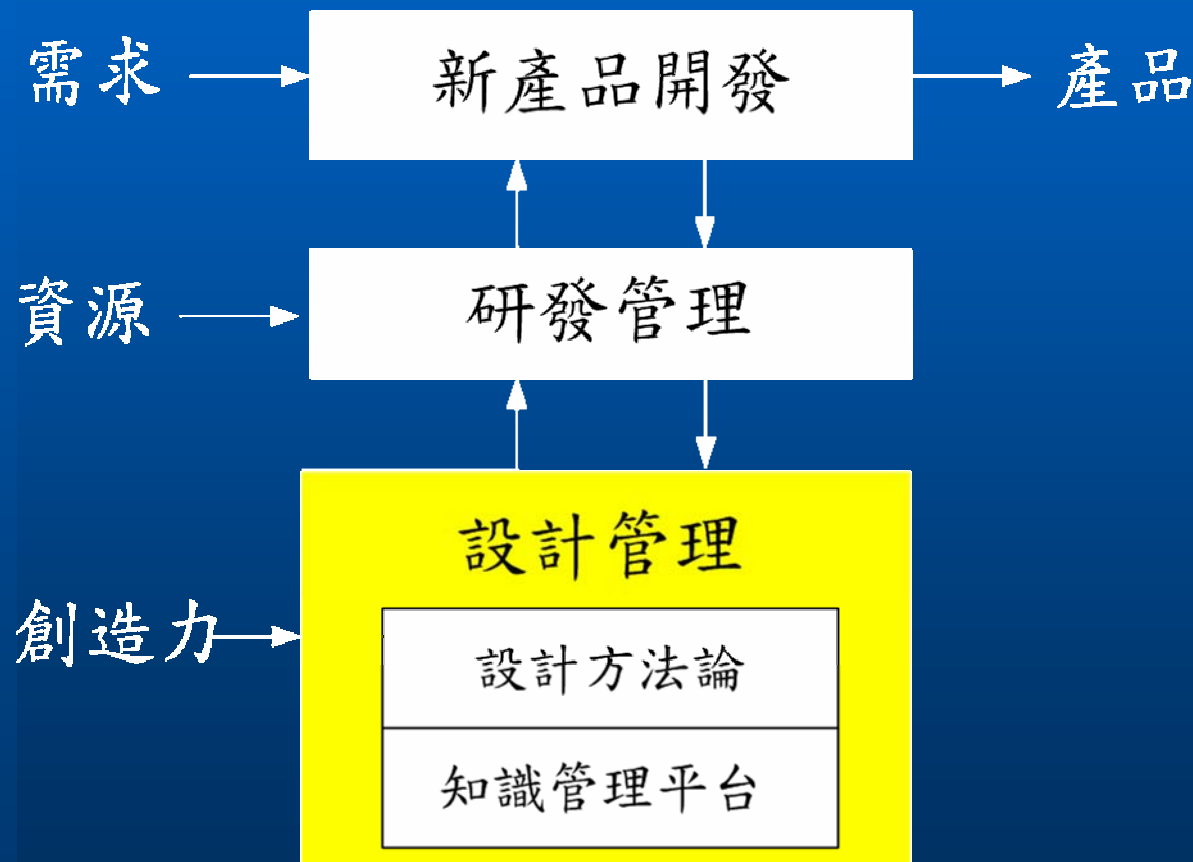 需求
新產品開發
產品
資源
研發管理
設計管理
創造力
設計方法論
知識管理平台